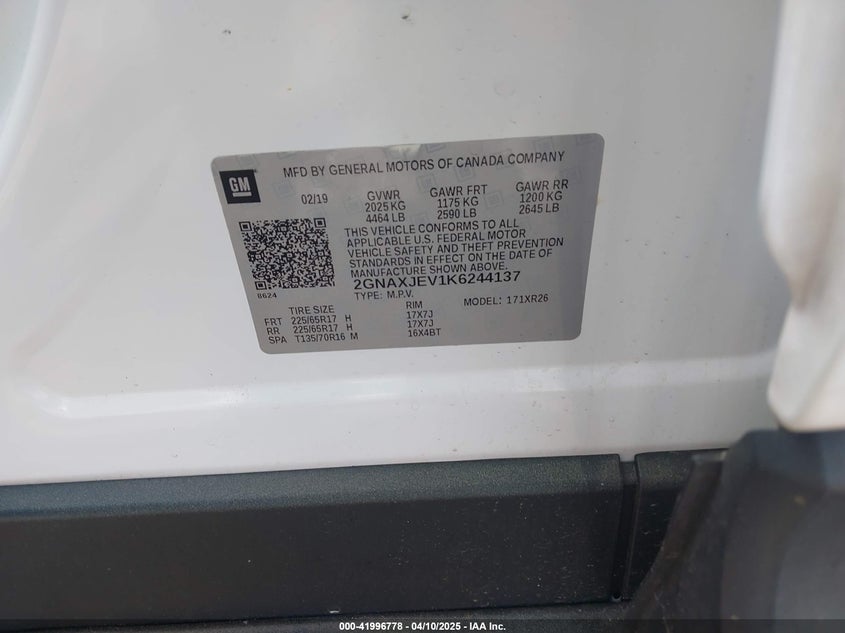 MFD BY GENERAL MOTORS OF CANADA COMPANY
GM
02/19 GVWR GAWR FRT GAWR RR
2025 KG 1175 KG 1200 KG
4464 LB 2590 LB 2645 LB
THIS VEHICLE CONFORMS TO ALL
APPLICABLE U.S. FEDERAL MOTOR
VEHICLE SAFETY AND THEFT PREVENTION
STANDARDS IN EFFECT ON THE DATE OF
MANUFACTURE SHOWN ABOVE.
2GNAXJEV1K6244137
8624
TYPE: M.P.V. MODEL: 171XR26
TIRE SIZE RIM
FRT 225/65R17 H 17X7J
RR 225/65R17 H 17X7J
SPA T135/70R16 M 16X4BT
000-41996778 - 04/10/2025 - IAA Inc.